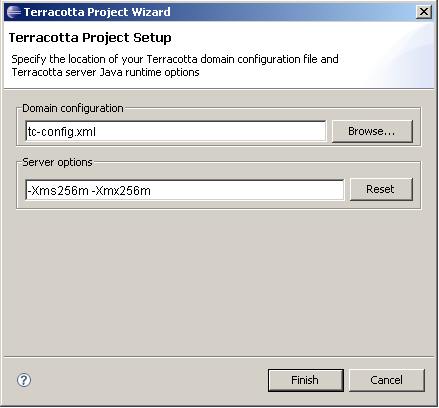 Terracotta Project Wizard
Terracotta Project Setup
Specify the location of your Terracotta domain configuration file and
Terracotta server Java runtime options
Domain configuration
tc-config.xml
Browse...
Server options
-Xms256m -Xmx256m
Reset
?
Finish
Cancel